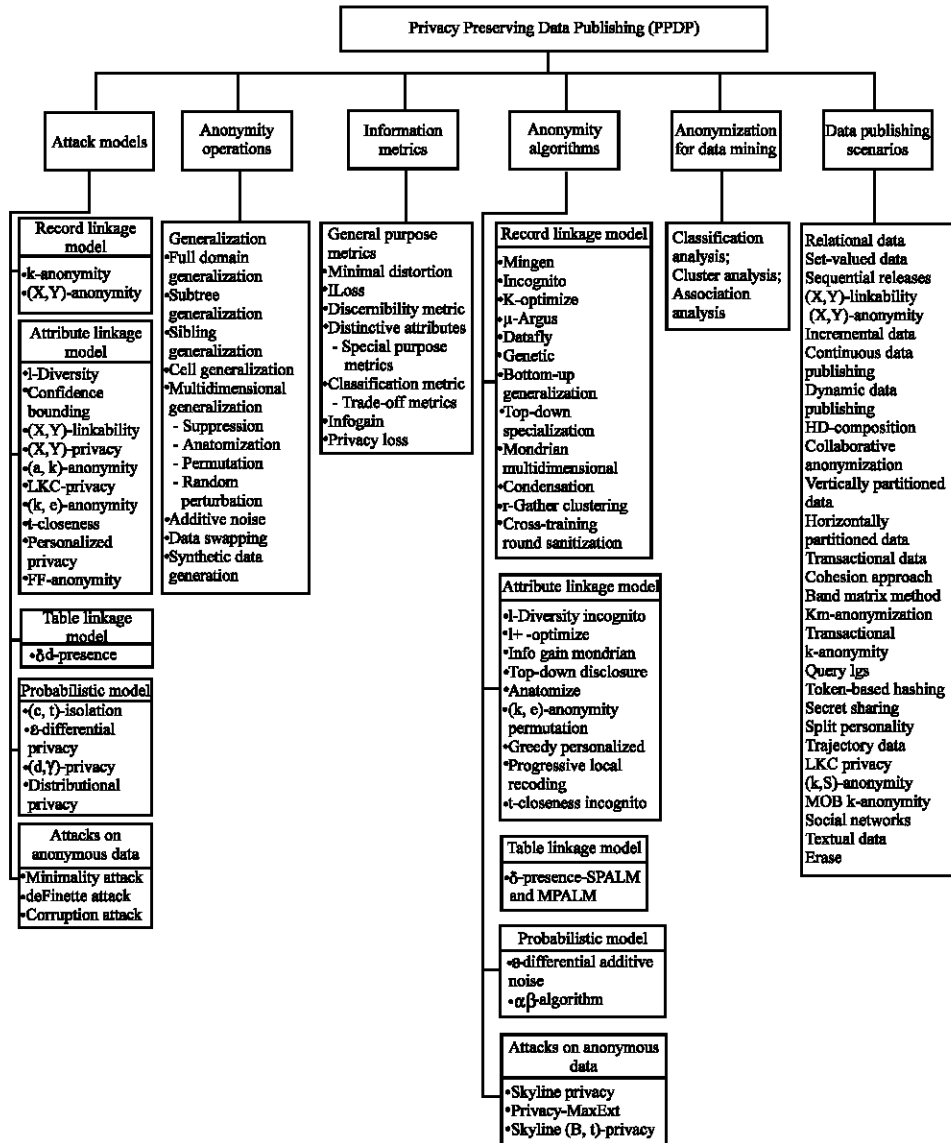 Privacy Preserving Data Publishing (PPDP)
Attack models
Anonymity
operations
Information
metrics
Anonymity
algorithms
Anonymization
for data mining
Data publishing
scenarios
Record linkage
model
•k-anonymity
•(X,Y)-anonymity
Attribute linkage
model
•l-Diversity
•Confidence
bounding
•(X,Y)-linkability
•(X,Y)-privacy
•(a, k)-anonymity
•LKC-privacy
•(k, e)-anonymity
•t-closeness
•Personalized
privacy
•FF-anonymity
Table linkage
model
•δd-presence
Probabilistic model
•(c, t)-isolation
•ε-differential
privacy
•(d,γ)-privacy
•Distributional
privacy
Attacks on
anonymous data
•Minimality attack
•deFinette attack
•Corruption attack
Generalization
•Full domain
generalization
•Subtree
generalization
•Sibling
generalization
•Cell generalization
•Multidimensional
generalization
- Suppression
- Anatomization
- Permutation
- Random
perturbation
•Additive noise
•Data swapping
•Synthetic data
generation
General purpose
metrics
•Minimal distortion
•ILoss
•Discernibility metric
•Distinctive attributes
- Special purpose
metrics
•Classification metric
- Trade-off metrics
•Infogain
•Privacy loss
Record linkage model
•Mingen
•Incognito
•K-optimize
•μ-Argus
•Datafly
•Genetic
•Bottom-up
generalization
•Top-down
specialization
•Mondrian
multidimensional
•Condensation
•r-Gather clustering
•Cross-training
round sanitization
Attribute linkage model
•l-Diversity incognito
•l+ -optimize
•Info gain mondrian
•Top-down disclosure
•Anatomize
•(k, e)-anonymity
permutation
•Greedy personalized
•Progressive local
recoding
•t-closeness incognito
Table linkage model
•δ-presence-SPALM
and MPALM
Probabilistic model
•ɵ-differential additive
noise
•αβ-algorithm
Attacks on anonymous
data
•Skyline privacy
•Privacy-MaxExt
•Skyline (B, t)-privacy
Classification
analysis;
Cluster analysis;
Association
analysis
Relational data
Set-valued data
Sequential releases
(X,Y)-linkability
(X,Y)-anonymity
Incremental data
Continuous data
publishing
Dynamic data
publishing
HD-composition
Collaborative
anonymization
Vertically partitioned
data
Horizontally
partitioned data
Transactional data
Cohesion approach
Band matrix method
Km-anonymization
Transactional
k-anonymity
Query lgs
Token-based hashing
Secret sharing
Split personality
Trajectory data
LKC privacy
(k,S)-anonymity
MOB k-anonymity
Social networks
Textual data
Erase